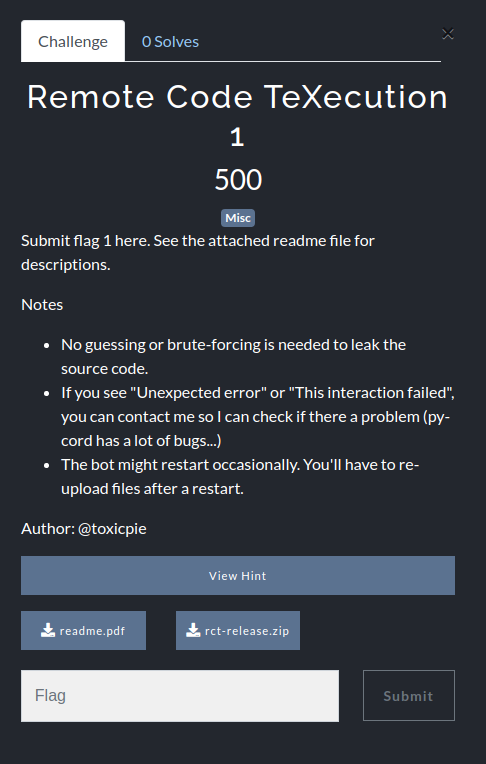 Challenge
0 Solves
×
Remote Code TeXecution
1
500
Misc
Submit flag 1 here. See the attached readme file for
descriptions.
Notes
• No guessing or brute-forcing is needed to leak the
source code.
• If you see "Unexpected error" or "This interaction failed",
you can contact me so I can check if there a problem (py-
cord has a lot of bugs...)
• The bot might restart occasionally. You'll have to re-
upload files after a restart.
Author: @toxicpie
View Hint
readme.pdf
rct-release.zip
Flag
Submit